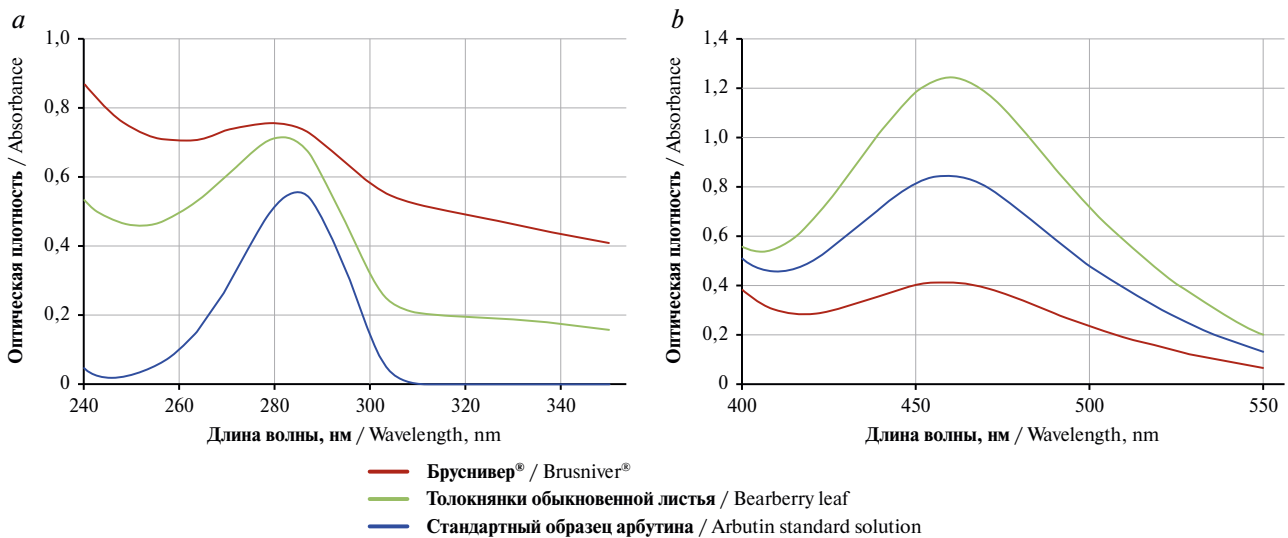 a
1,0
0,8
0,6
0,4
0,2
0
Оптическая плотность / Absorbance
240 260 280 300 320 340
Длина волны, нм / Wavelength, nm
b
1,4
1,2
1,0
0,8
0,6
0,4
0,2
0
Оптическая плотность / Absorbance
400 450 500 550
Длина волны, нм / Wavelength, nm
Бруснивер® / Brusniver®
Толокнянки обыкновенной листья / Bearberry leaf
Стандартный образец арбутина / Arbutin standard solution